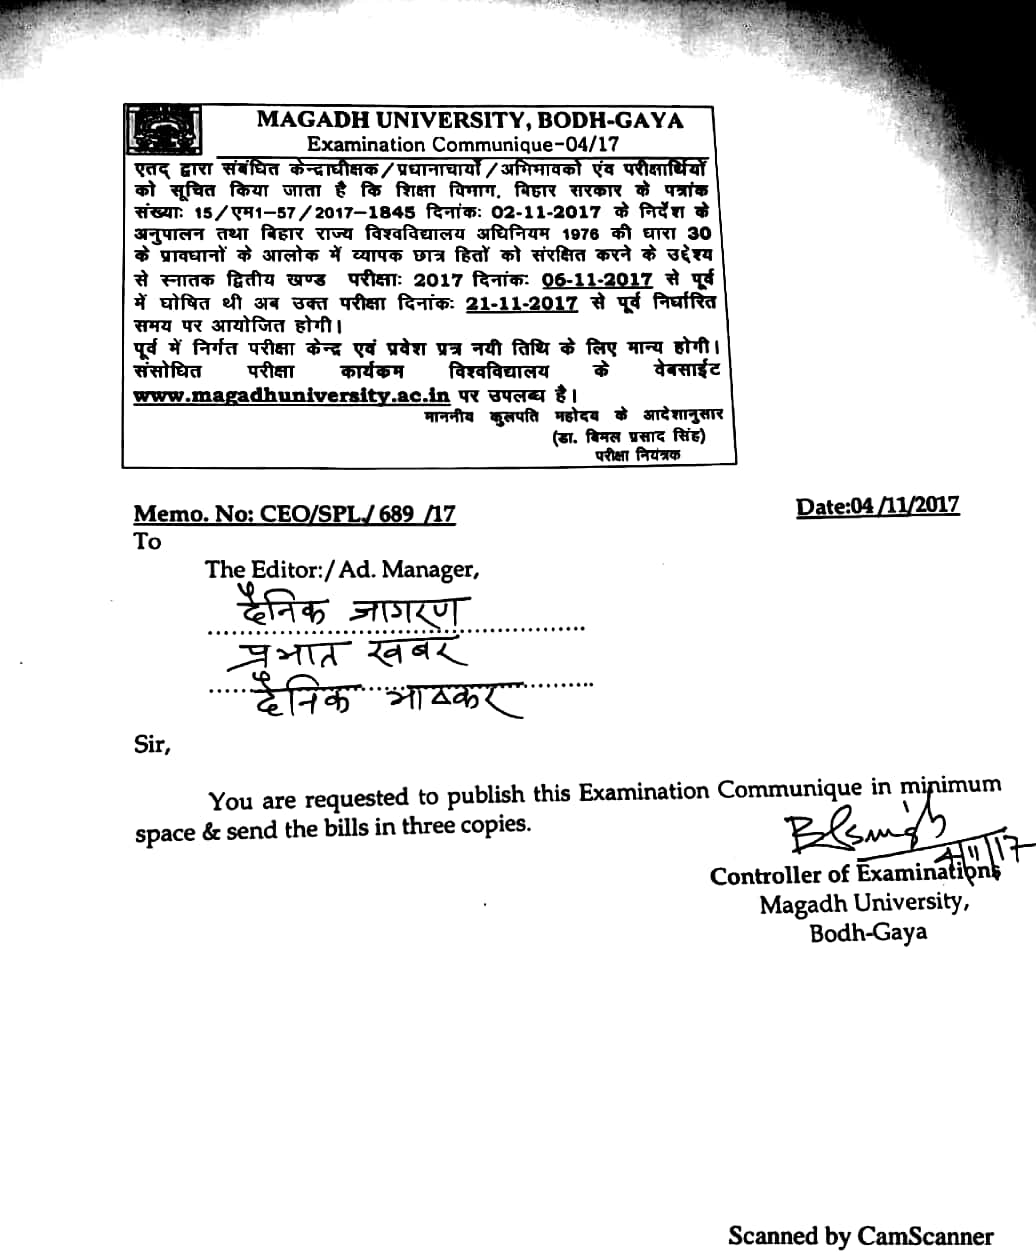 MAGADH UNIVERSITY, BODH-GAYA
Examination Communique-04/17
एतद् द्वारा संबंधित केन्द्राधीक्षक/प्रधानाचार्यों/अभिभावको एंव परीक्षार्थियों
को सूचित किया जाता है कि शिक्षा विभाग, बिहार सरकार के पत्रांक
संख्याः 15/एम1-57/2017-1845 दिनांकः 02-11-2017 के निर्देश के
अनुपालन तथा बिहार राज्य विश्वविद्यालय अधिनियम 1976 की धारा 30
के प्रावधानों के आलोक में व्यापक छात्र हितों को संरक्षित करने के उद्देश्य
से स्नातक द्वितीय खण्ड परीक्षाः 2017 दिनांकः 06-11-2017 से पूर्व
में घोषित थी अब उक्त परीक्षा दिनांकः 21-11-2017 से पूर्व निर्धारित
समय पर आयोजित होगी।
पूर्व में निर्गत परीक्षा केन्द्र एवं प्रवेश प्रत्र नयी तिथि के लिए मान्य होगी।
संसोधित परीक्षा कार्यकम विश्वविद्यालय के वेबसाईट
www.magadhuniversity.ac.in पर उपलब्ध है।
माननीय कुलपति महोदय के आदेशानुसार
(डा. बिमल प्रसाद सिंह)
परीक्षा नियंत्रक
Memo. No: CEO/SPL/ 689 /17
Date:04/11/2017
To
The Editor:/Ad. Manager,
दैनिक जागरण
प्रभात खबर
दैनिक भास्कर
Sir,
You are requested to publish this Examination Communique in minimum
space & send the bills in three copies.
BPSingh
4/11/17
Controller of Examinations
Magadh University,
Bodh-Gaya
Scanned by CamScanner